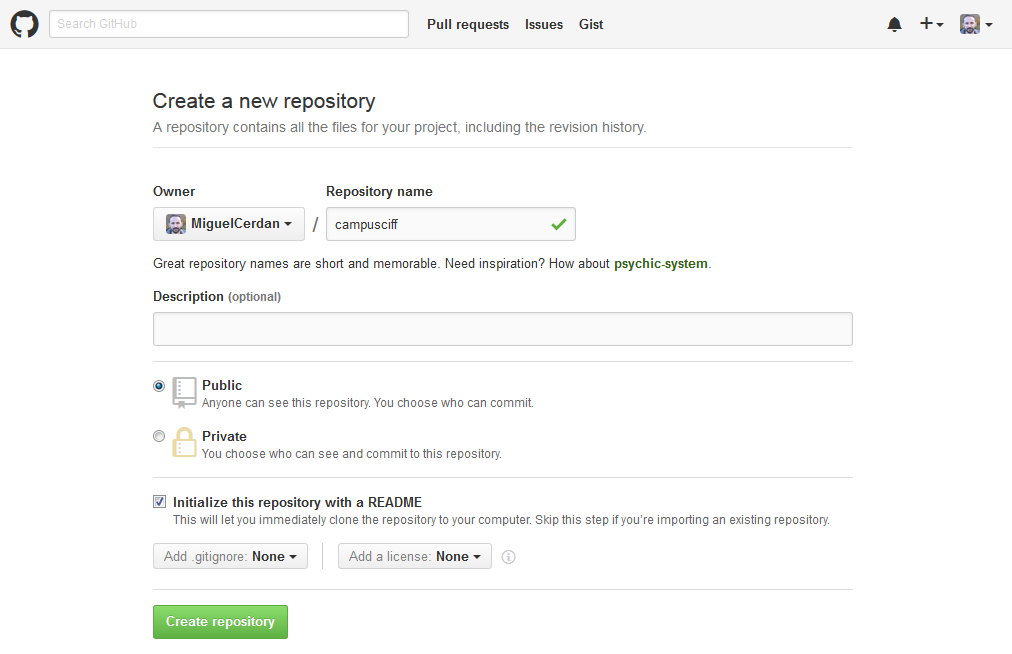 Search GitHub Pull requests Issues Gist
Create a new repository
A repository contains all the files for your project, including the revision history.
Owner Repository name
MiguelCerdan / campusciff
Great repository names are short and memorable. Need inspiration? How about psychic-system.
Description (optional)
Public
Anyone can see this repository. You choose who can commit.
Private
You choose who can see and commit to this repository.
Initialize this repository with a README
This will let you immediately clone the repository to your computer. Skip this step if you’re importing an existing repository.
Add .gitignore: None Add a license: None
Create repository